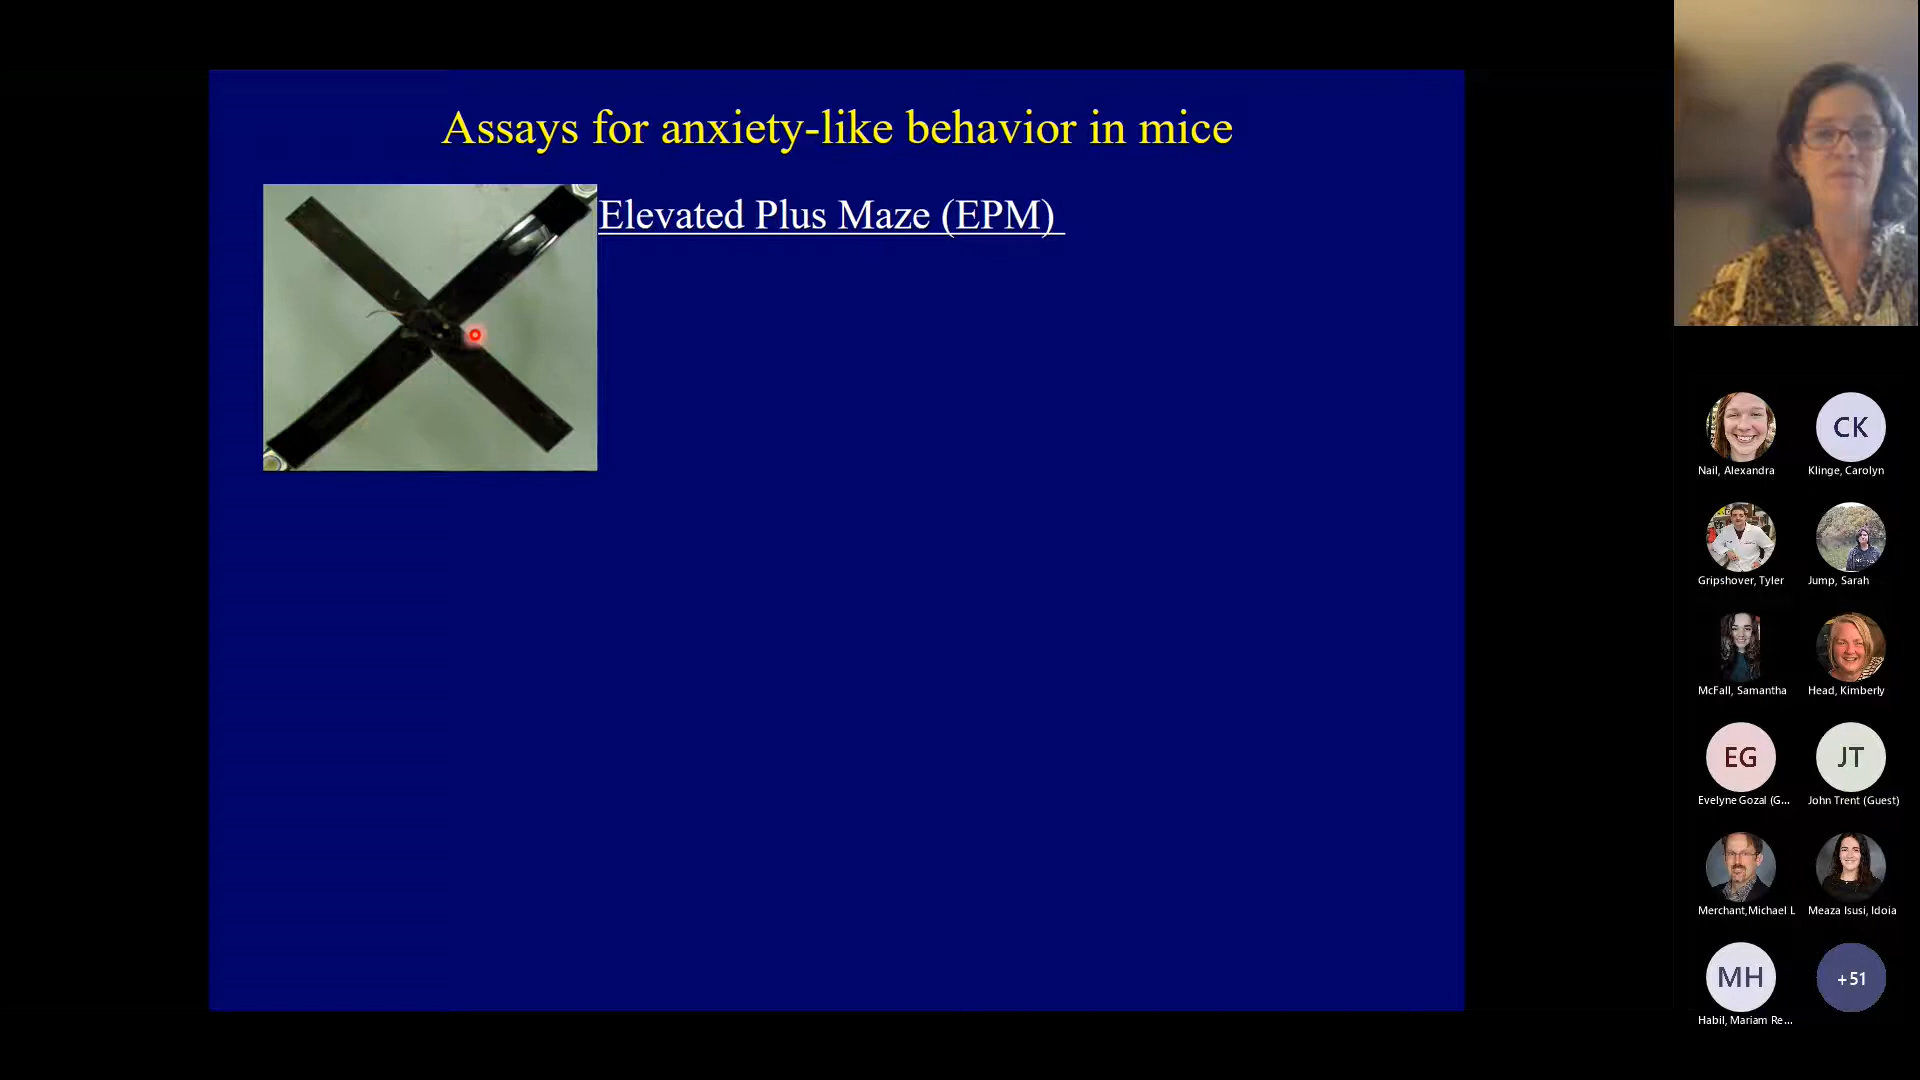 Assays for anxiety-like behavior in mice
Elevated Plus Maze (EPM)
Nail, Alexandra
CK
Klinge, Carolyn
Gripshover, Tyler
Jump, Sarah
McFall, Samantha
Head, Kimberly
EG
Evelyne Gozal (G...
JT
John Trent (Guest)
Merchant,Michael L
Meaza Isusi, Idoia
MH
Habil, Mariam Re...
+51